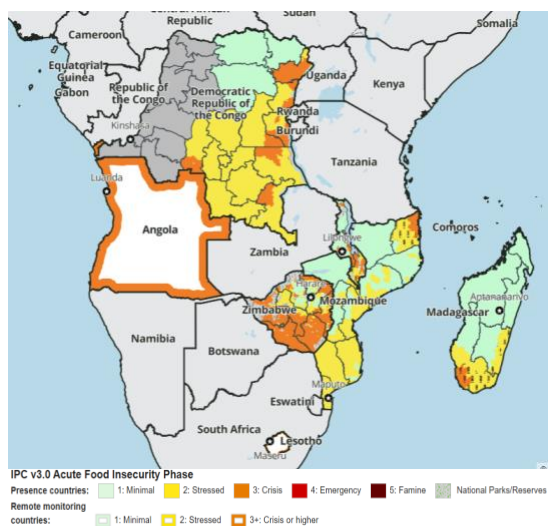 Sudan
Somalia
Cameroon
Republic
Equatorial
Guinea
Gabon
Republic of
the Congo
Democratic
Republic of
the Congo
Uganda
Kenya
Kinshasa
Rwanda
Burundi
Tanzania
Luanda
Angola
Comoros
Lilongwe
Zambia
Harare
Mozambique
Zimbabwe
Antananarivo
Madagascar
Namibia
Botswana
Maputo
Eswatini
South Africa
Lesotho
Maseru
IPC v3.0 Acute Food Insecurity Phase
Presence countries: 1: Minimal 2: Stressed 3: Crisis 4: Emergency 5: Famine National Parks/Reserves
Remote monitoring
countries: 1: Minimal 2: Stressed 3+: Crisis or higher